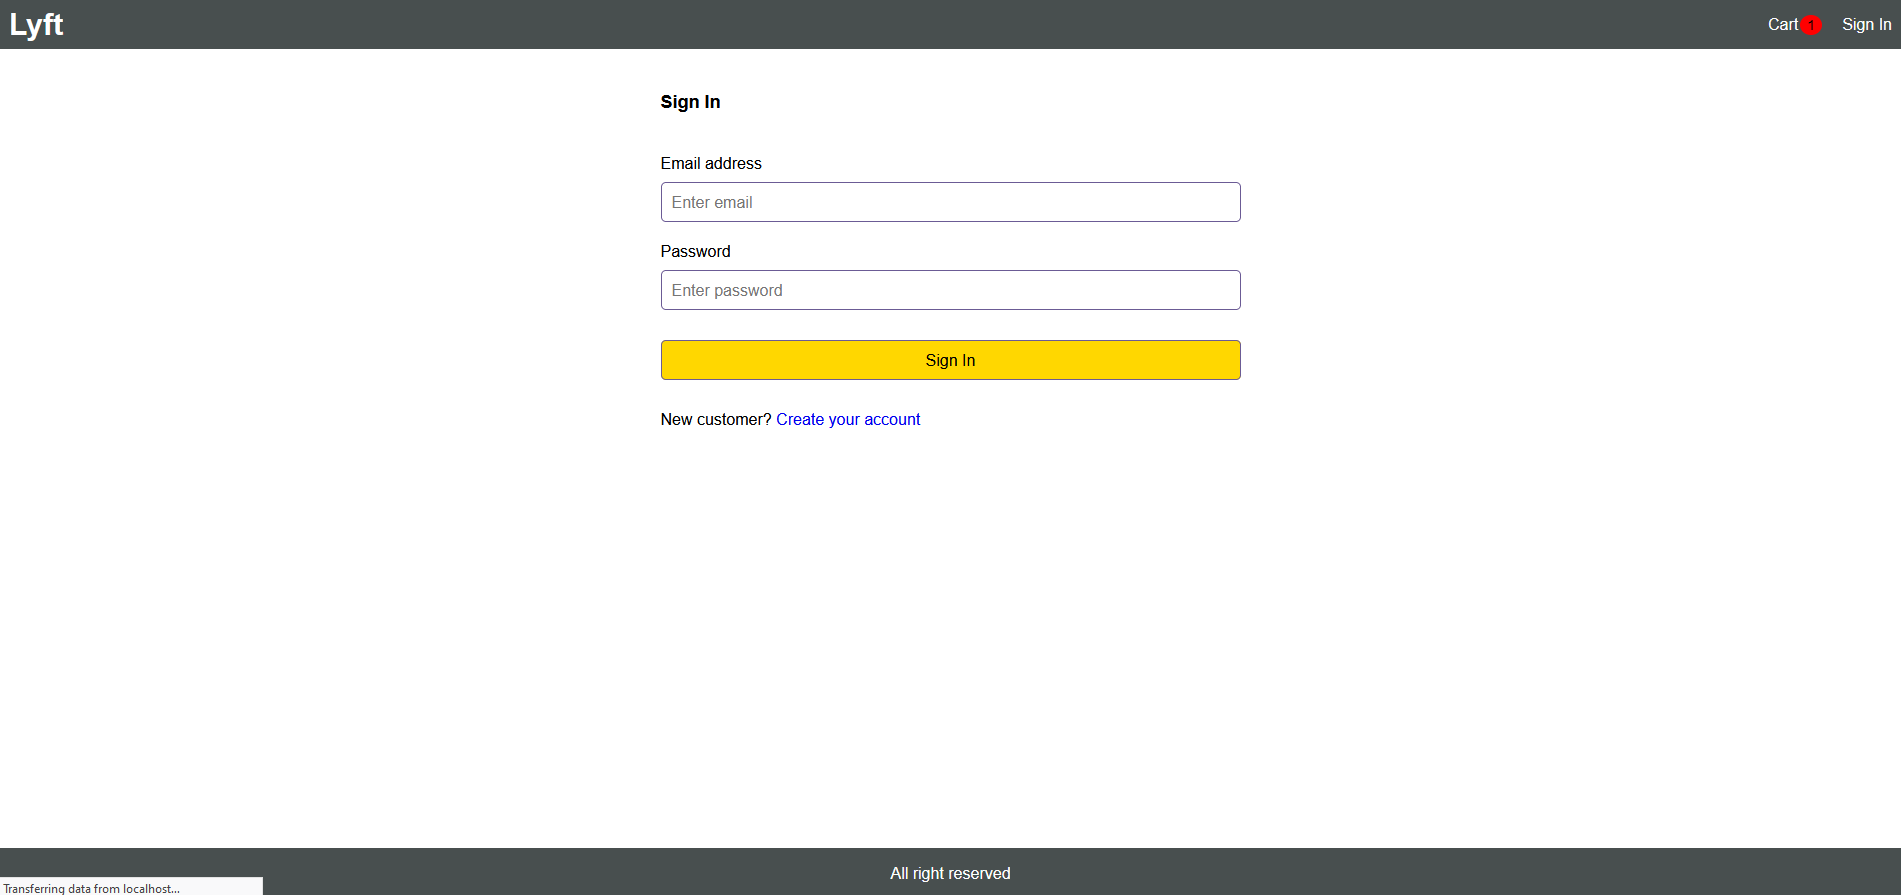 Lyft
Cart 1 Sign In
Sign In
Email address
Enter email
Password
Enter password
Sign In
New customer? Create your account
All right reserved
Transferring data from localhost...